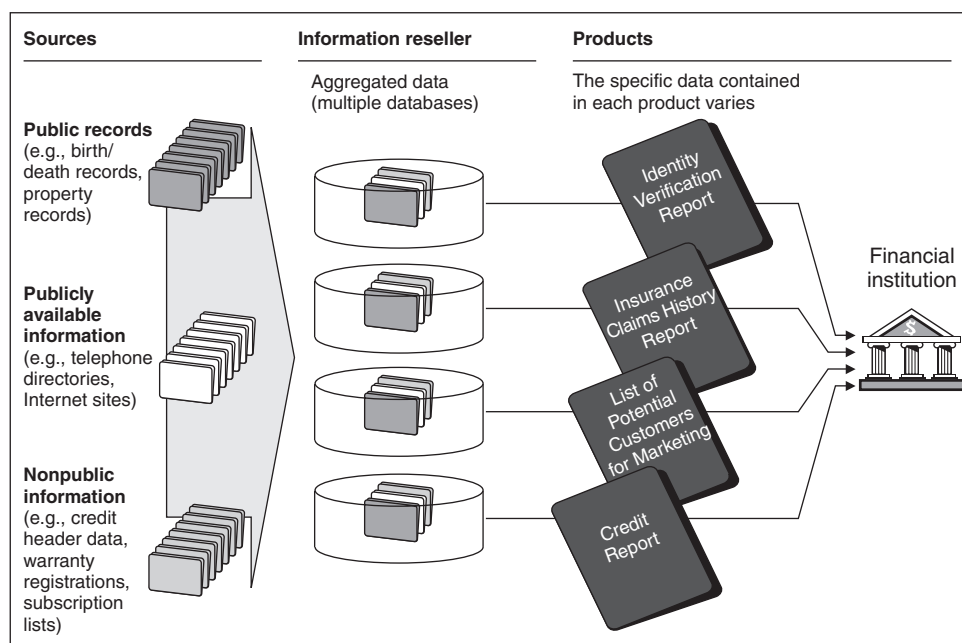 Sources
Information reseller
Products
Aggregated data
(multiple databases)
The specific data contained
in each product varies
Public records
(e.g., birth/
death records,
property
records)
Publicly
available
information
(e.g., telephone
directories,
Internet sites)
Nonpublic
information
(e.g., credit
header data,
warranty
registrations,
subscription
lists)
Identity
Verification
Report
Insurance
Claims History
Report
List of
Potential
Customers
for Marketing
Credit
Report
Financial
institution
$